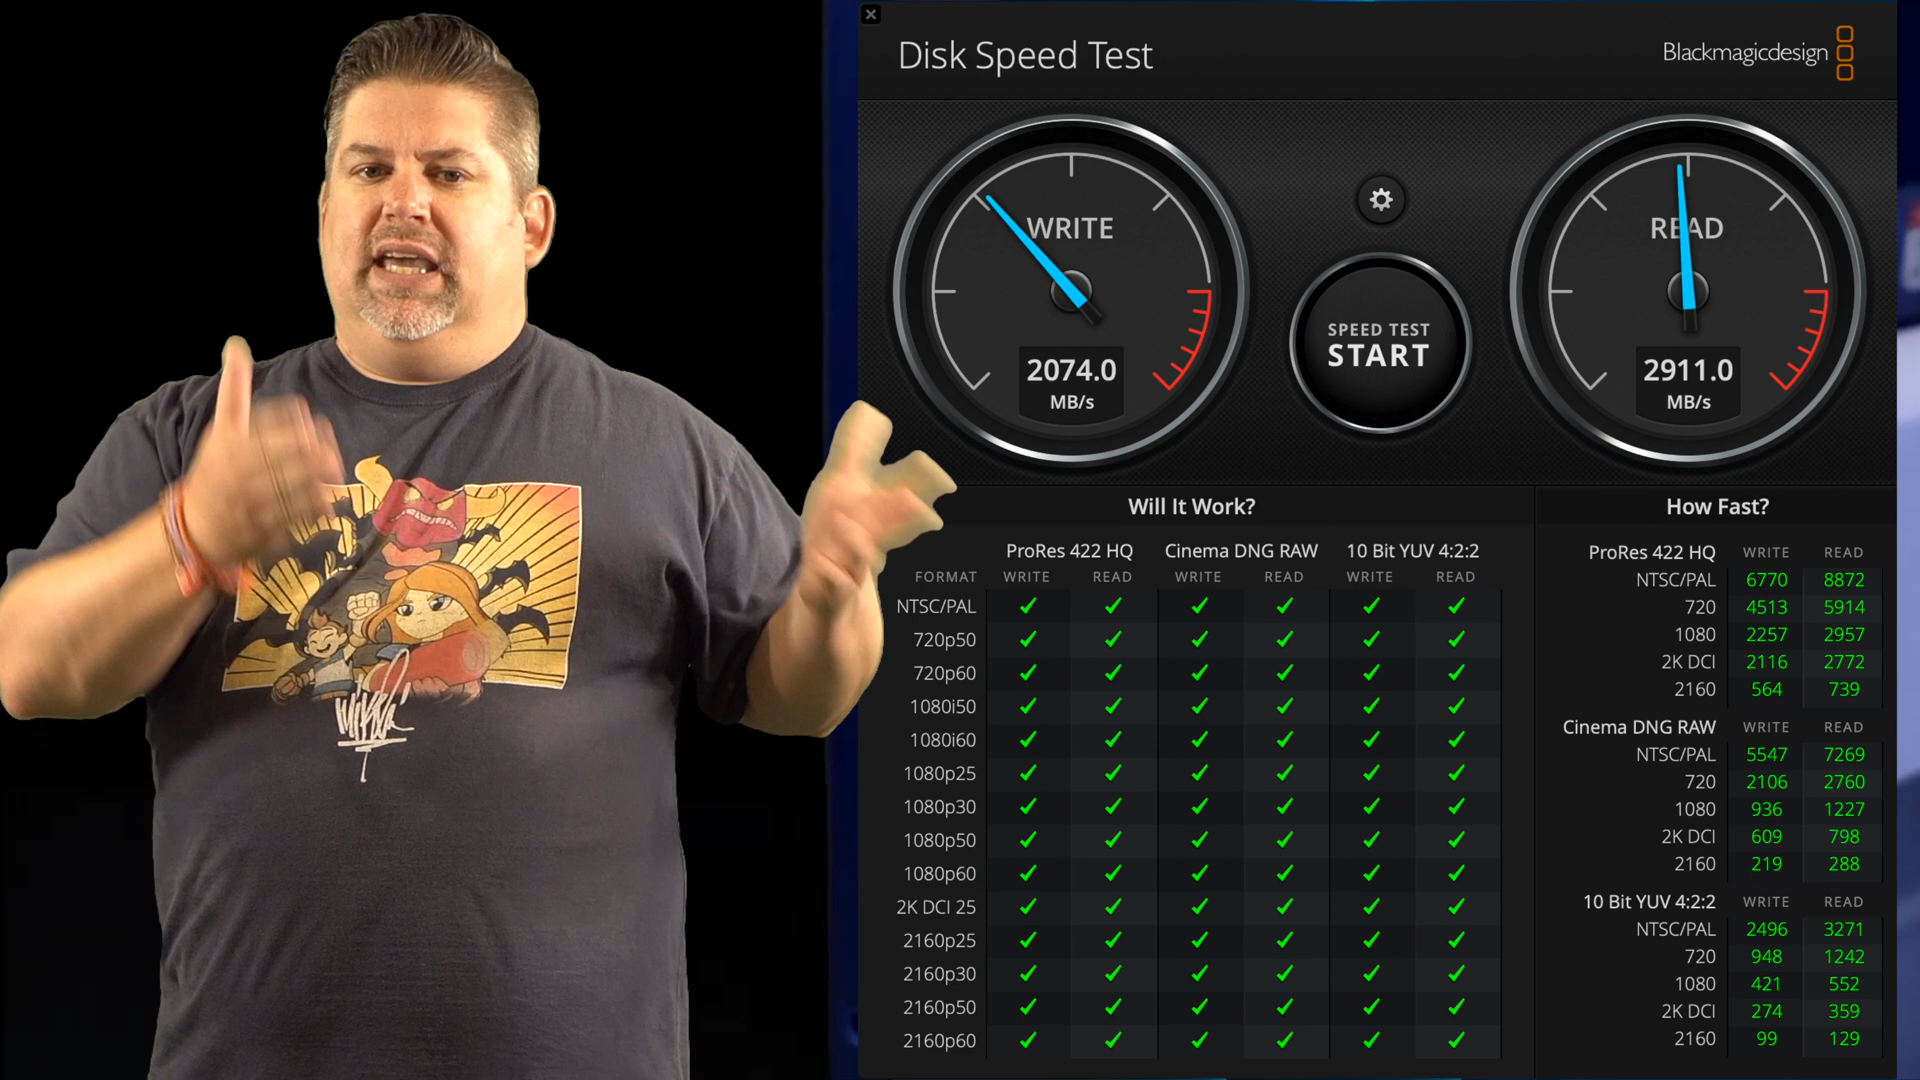 Disk Speed Test
Blackmagicdesign
WRITE
2074.0
MB/s
SPEED TEST
START
READ
2911.0
MB/s
Will It Work?
ProRes 422 HQ Cinema DNG RAW 10 Bit YUV 4:2:2
FORMAT WRITE READ WRITE READ WRITE READ
NTSC/PAL ✓ ✓ ✓ ✓ ✓ ✓
720p50 ✓ ✓ ✓ ✓ ✓ ✓
720p60 ✓ ✓ ✓ ✓ ✓ ✓
1080i50 ✓ ✓ ✓ ✓ ✓ ✓
1080i60 ✓ ✓ ✓ ✓ ✓ ✓
1080p25 ✓ ✓ ✓ ✓ ✓ ✓
1080p30 ✓ ✓ ✓ ✓ ✓ ✓
1080p50 ✓ ✓ ✓ ✓ ✓ ✓
1080p60 ✓ ✓ ✓ ✓ ✓ ✓
2K DCI 25 ✓ ✓ ✓ ✓ ✓ ✓
2160p25 ✓ ✓ ✓ ✓ ✓ ✓
2160p30 ✓ ✓ ✓ ✓ ✓ ✓
2160p50 ✓ ✓ ✓ ✓ ✓ ✓
2160p60 ✓ ✓ ✓ ✓ ✓ ✓
How Fast?
ProRes 422 HQ WRITE READ
NTSC/PAL 6770 8872
720 4513 5914
1080 2257 2957
2K DCI 2116 2772
2160 564 739
Cinema DNG RAW WRITE READ
NTSC/PAL 5547 7269
720 2106 2760
1080 936 1227
2K DCI 609 798
2160 219 288
10 Bit YUV 4:2:2 WRITE READ
NTSC/PAL 2496 3271
720 948 1242
1080 421 552
2K DCI 274 359
2160 99 129